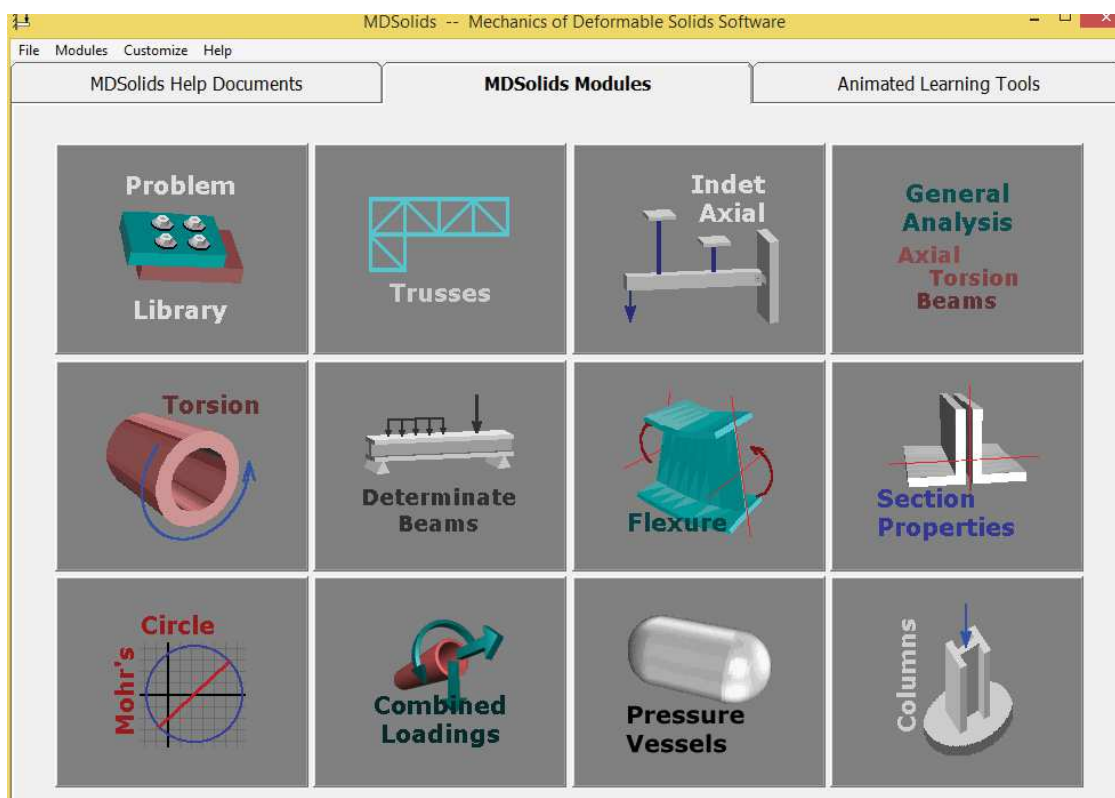 MDSolids -- Mechanics of Deformable Solids Software
File Modules Customize Help
MDSolids Help Documents
MDSolids Modules
Animated Learning Tools
Problem
Library
Trusses
Indet
Axial
General
Analysis
Axial
Torsion
Beams
Torsion
Determinate
Beams
Flexure
Section
Properties
Mohr's
Circle
Combined
Loadings
Pressure
Vessels
Columns